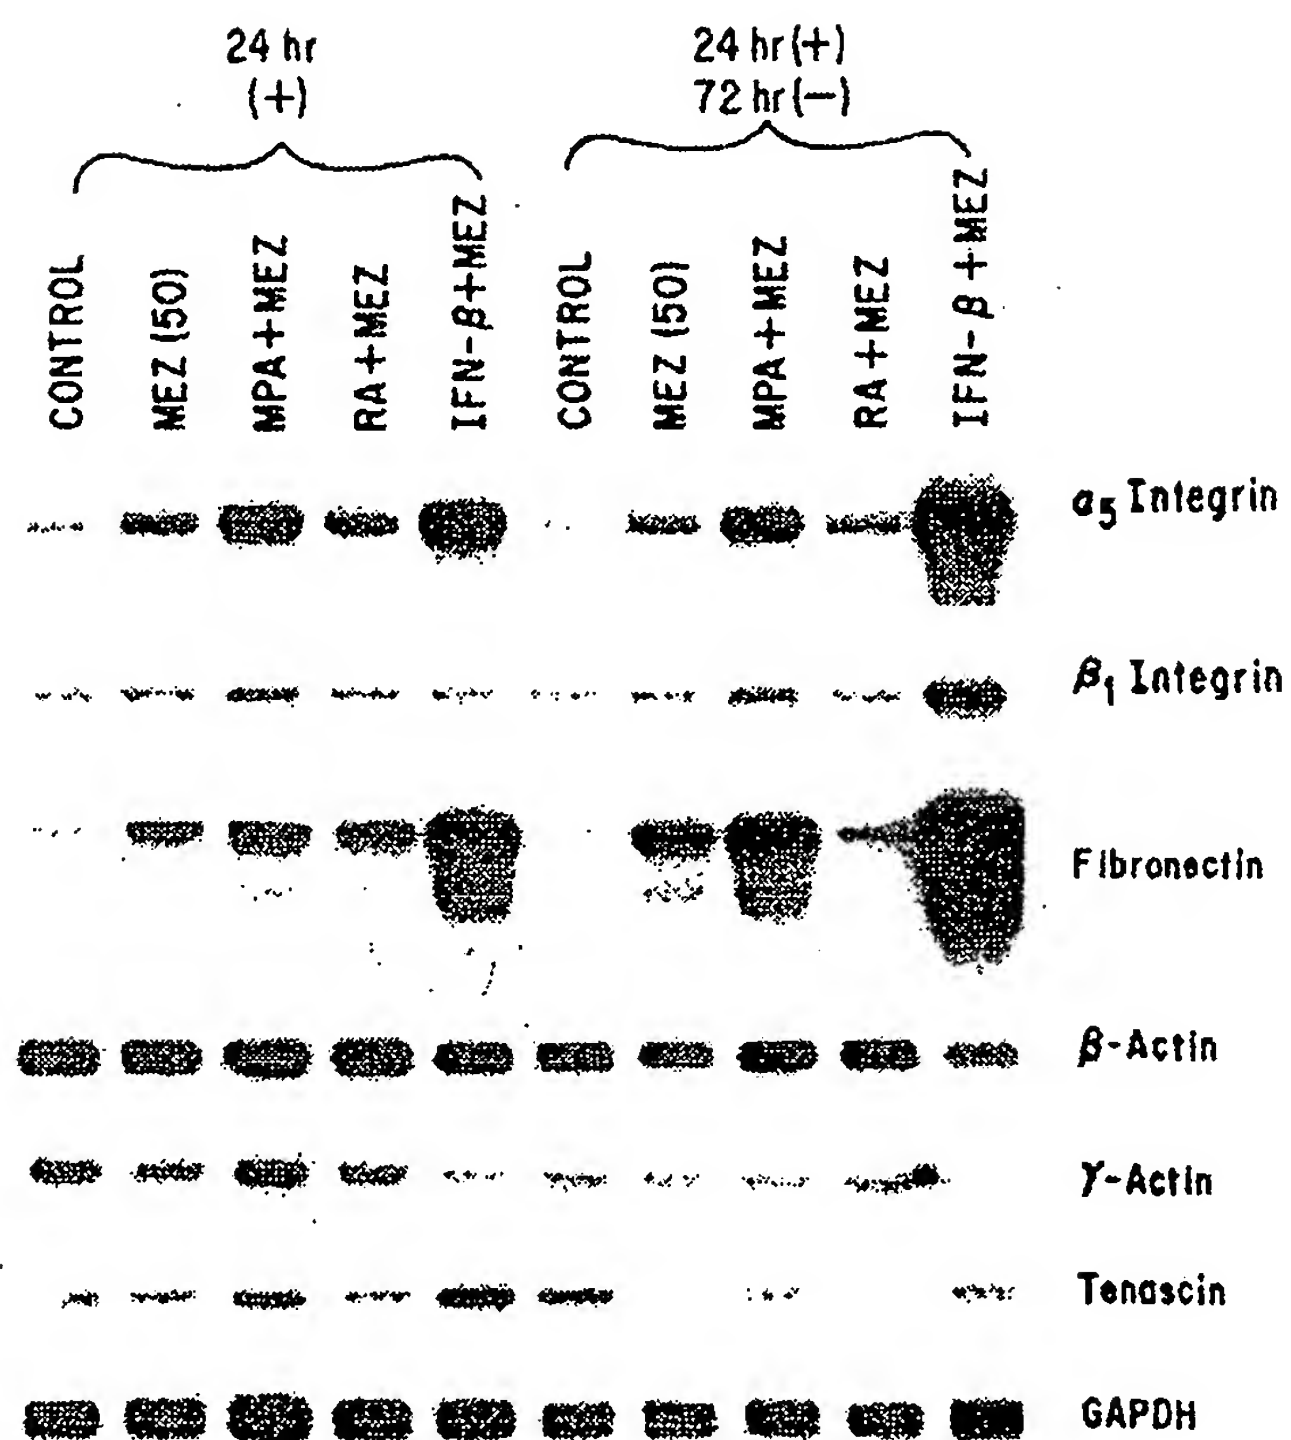 24 hr
(+)
24 hr (+)
72 hr (−)
CONTROL
MEZ (50)
MPA+MEZ
RA+MEZ
IFN-β+MEZ
CONTROL
MEZ (50)
MPA+MEZ
RA+MEZ
IFN-β+MEZ
α5 Integrin
β1 Integrin
Fibronectin
β-Actin
γ-Actin
Tenascin
GAPDH